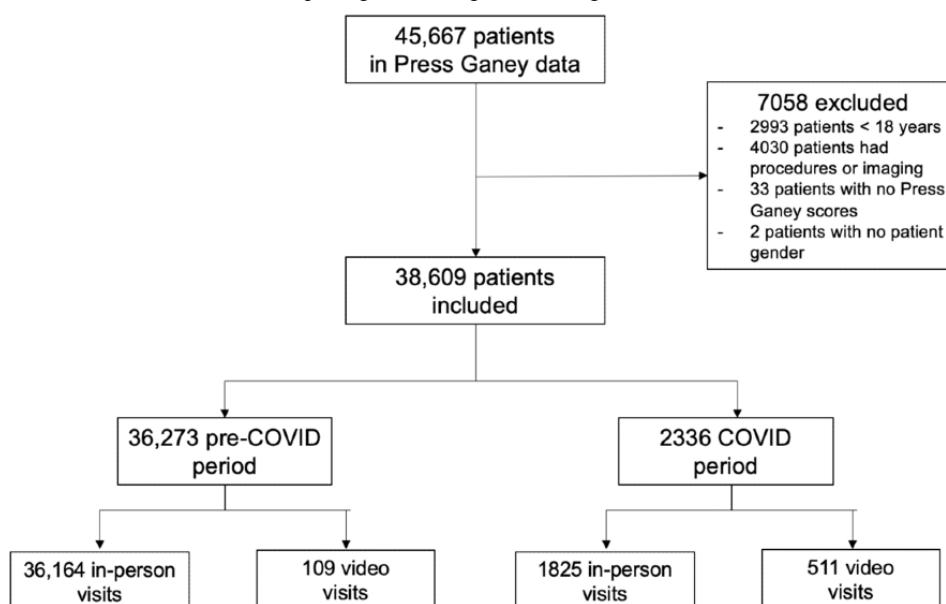 45,667 patients
in Press Ganey data
7058 excluded
- 2993 patients < 18 years
- 4030 patients had
procedures or imaging
- 33 patients with no Press
Ganey scores
- 2 patients with no patient
gender
38,609 patients
included
36,273 pre-COVID
period
2336 COVID
period
36,164 in-person
visits
109 video
visits
1825 in-person
visits
511 video
visits